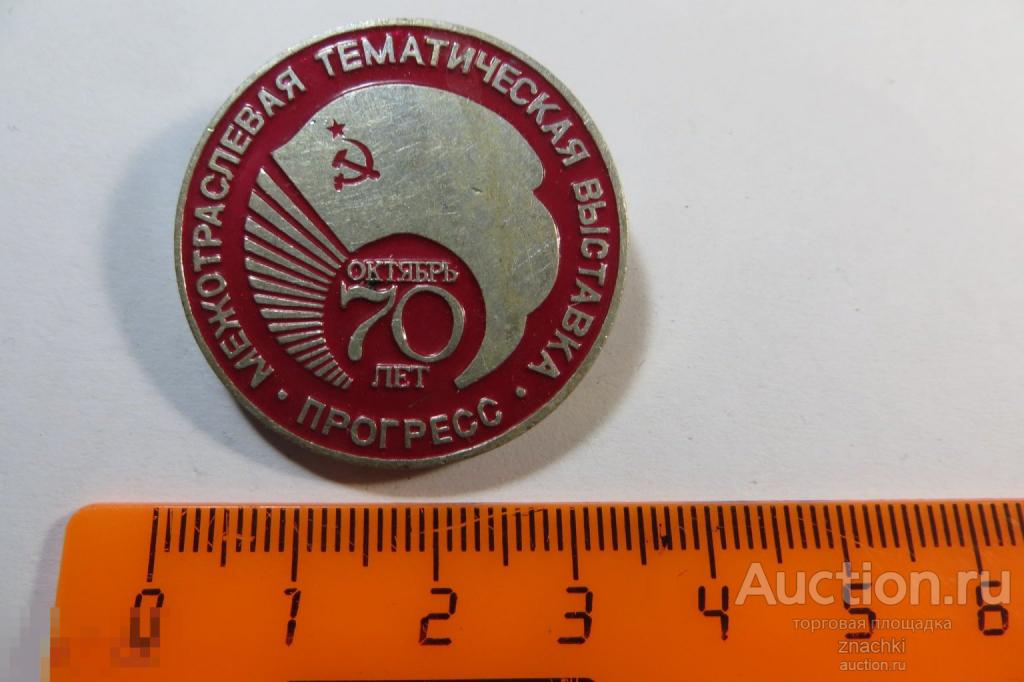 МЕЖОТРАСЛЕВАЯ ТЕМАТИЧЕСКАЯ ВЫСТАВКА
• ПРОГРЕСС •
ОКТЯБРЬ
70
ЛЕТ
0 1 2 3 4 5 6
Auction.ru
торговая площадка
znachki
auction.ru